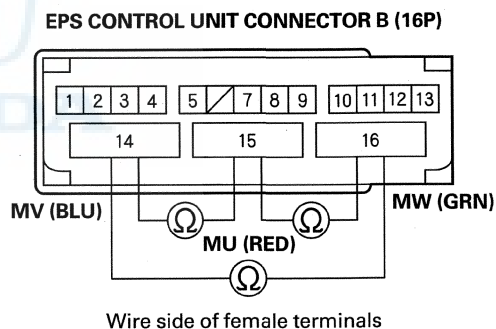 EPS CONTROL UNIT CONNECTOR B (16P)
1 2 3 4 5 7 8 9 10 11 12 13
14 15 16
MV (BLU) MW (GRN)
Ω Ω
MU (RED)
Ω
Wire side of female terminals